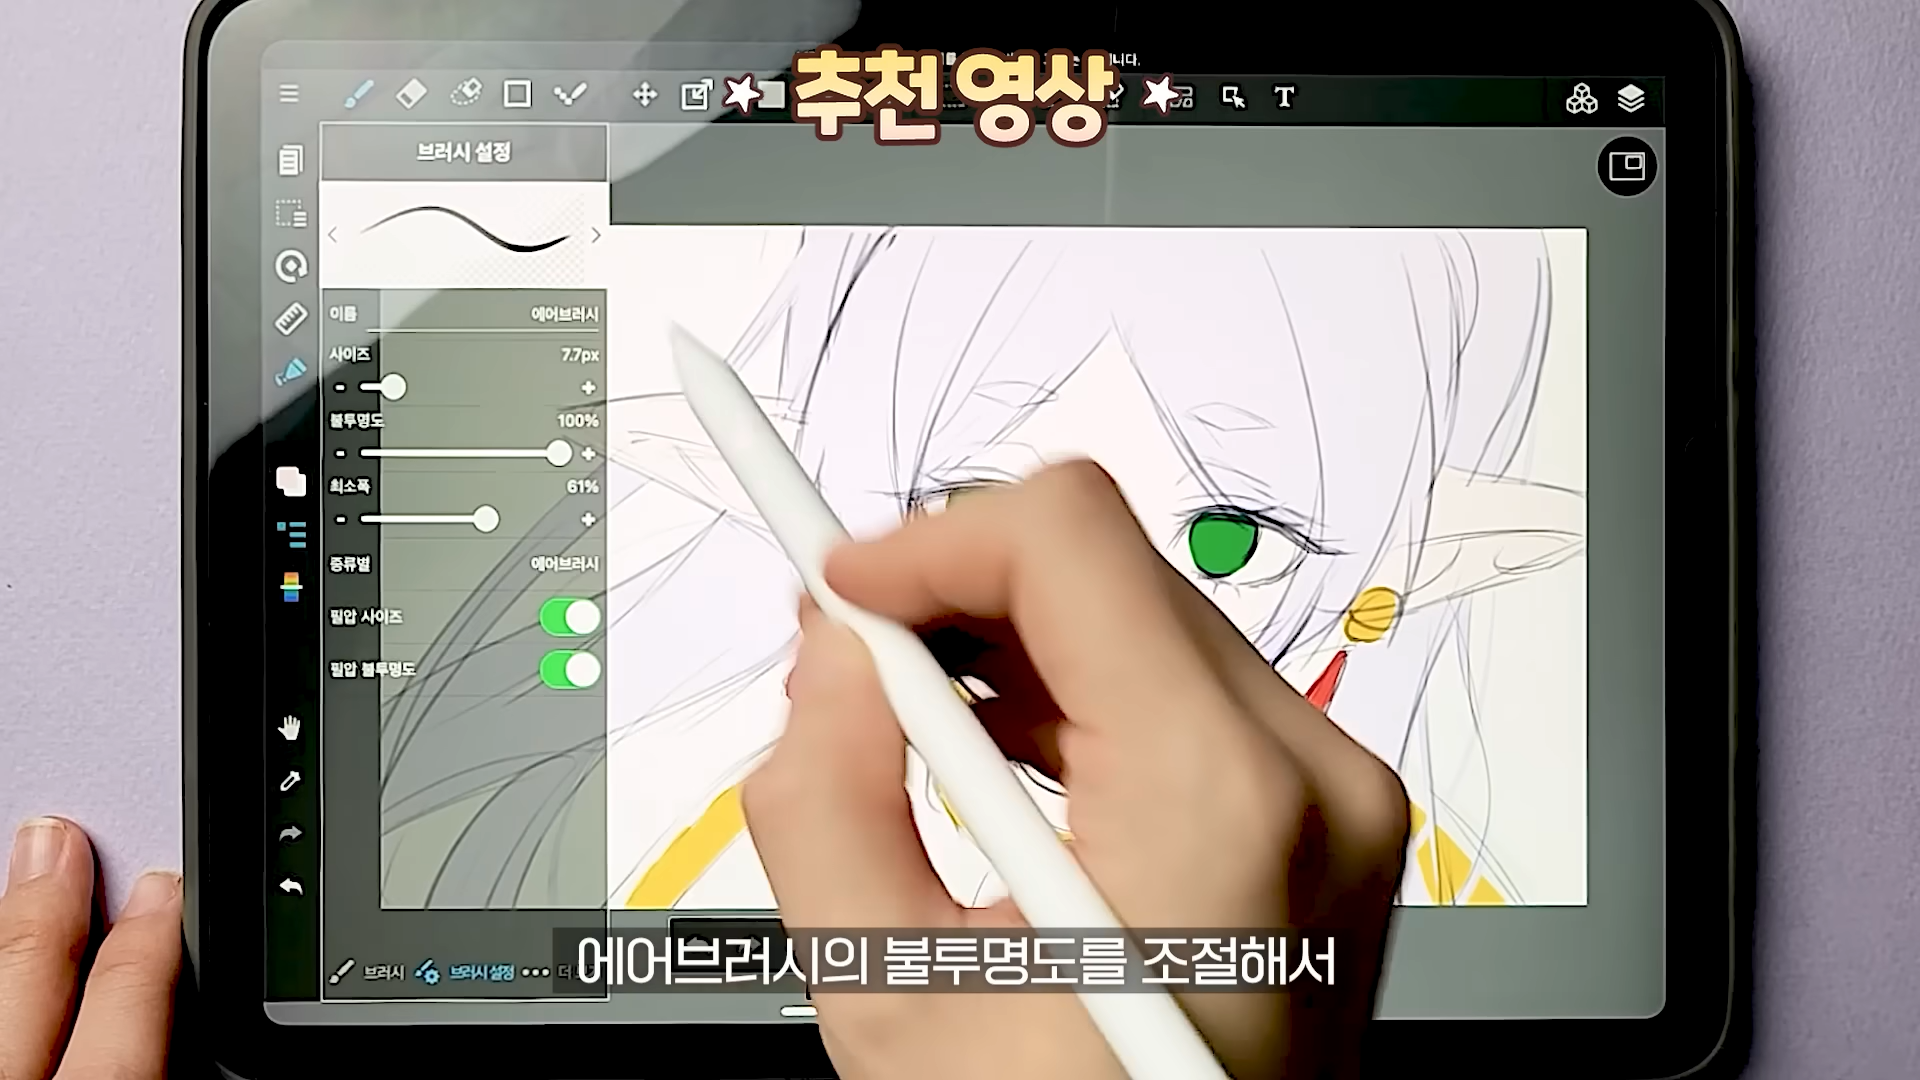 니다.
추천 영상
T
브러시 설정
이름 에어브러시
사이즈 7.7px
불투명도 100%
최소폭 61%
종류별 에어브러시
필압 사이즈
필압 불투명도
브러시 브러시 설정 더
에어브러시의 불투명도를 조절해서